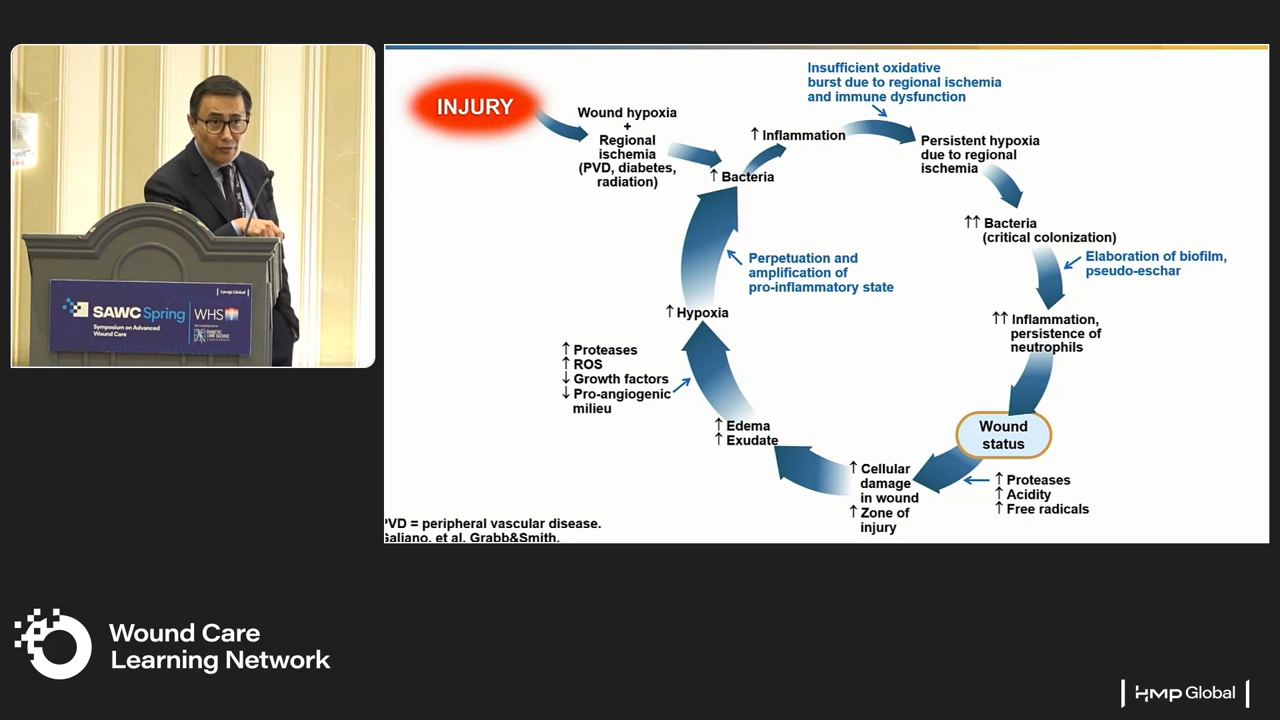 INJURY
Wound hypoxia
+
Regional
ischemia
(PVD, diabetes,
radiation)
↑ Bacteria
↑ Inflammation
Insufficient oxidative
burst due to regional ischemia
and immune dysfunction
Persistent hypoxia
due to regional
ischemia
↑↑ Bacteria
(critical colonization)
Elaboration of biofilm,
pseudo-eschar
↑↑ Inflammation,
persistence of
neutrophils
Wound
status
↑ Proteases
↑ Acidity
↑ Free radicals
↑ Cellular
damage
in wound
↑ Zone of
injury
↑ Edema
↑ Exudate
↑ Proteases
↑ ROS
↓ Growth factors
↓ Pro-angiogenic
milieu
↑ Hypoxia
Perpetuation and
amplification of
pro-inflammatory state
PVD = peripheral vascular disease.
Galiano, et al. Grabb&Smith.
SAWC Spring
Symposium on Advanced
Wound Care
WHS
Wound Care
Learning Network
HMP Global